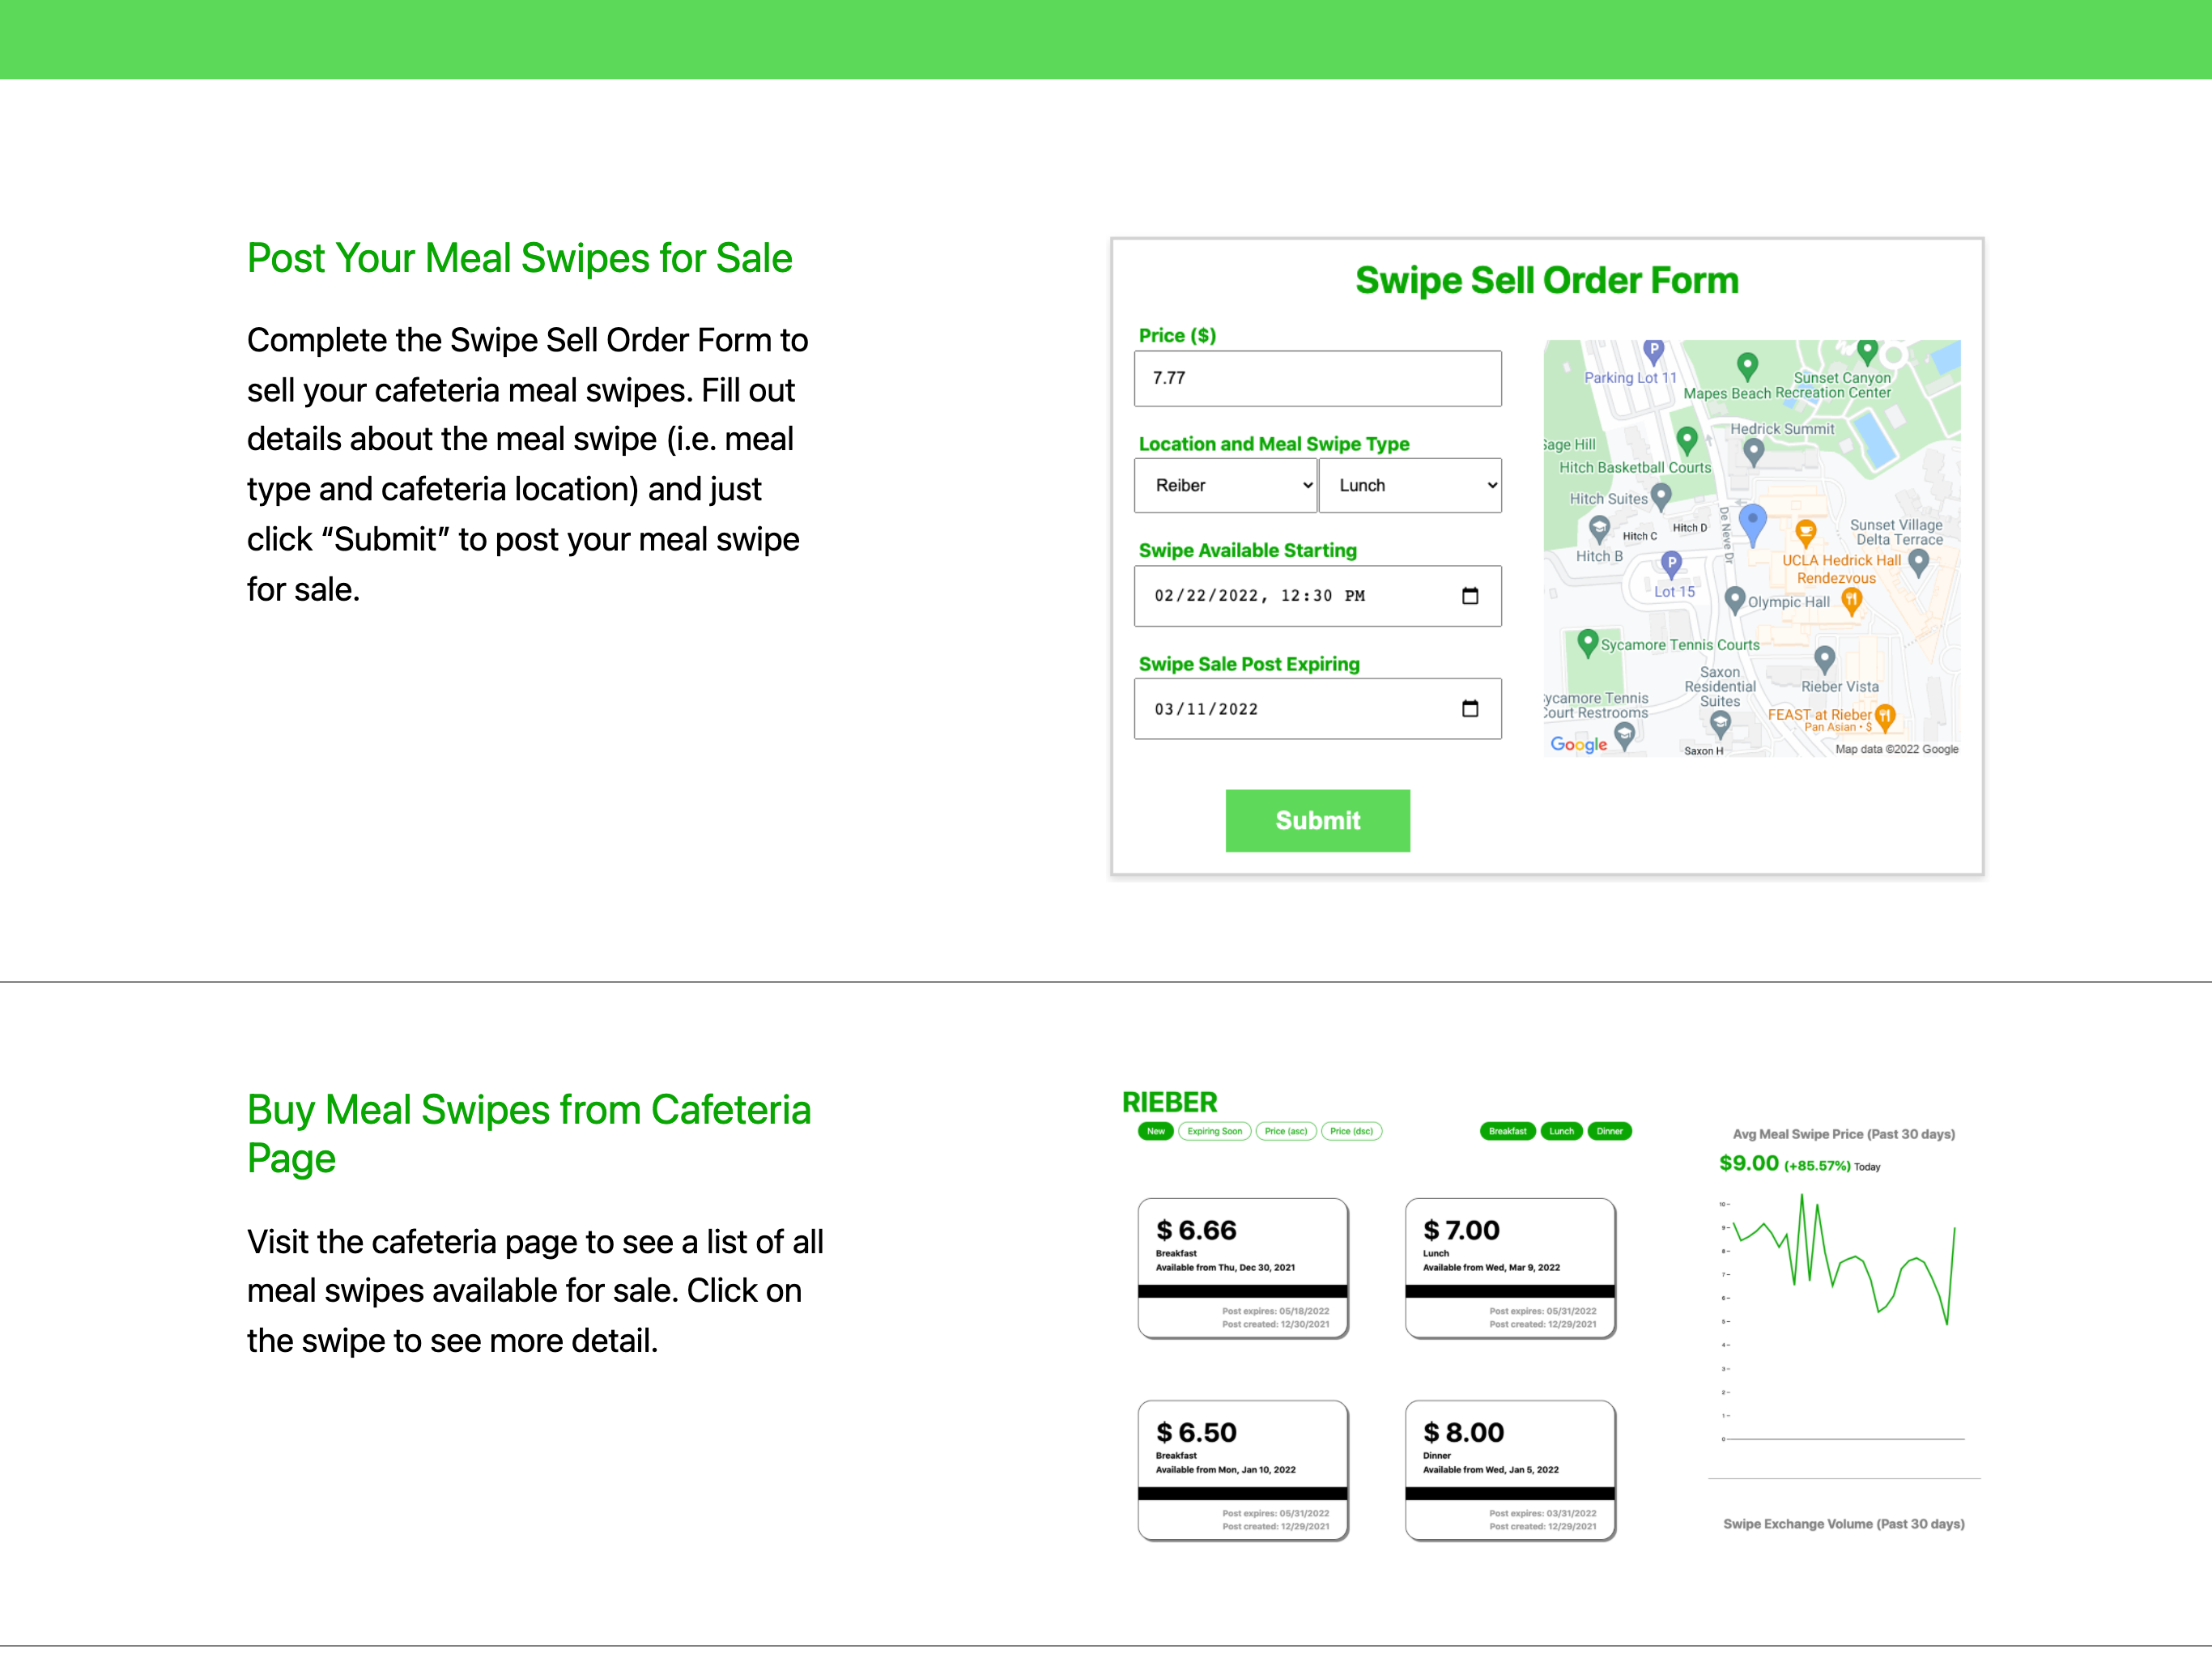 Post Your Meal Swipes for Sale
Complete the Swipe Sell Order Form to
sell your cafeteria meal swipes. Fill out
details about the meal swipe (i.e. meal
type and cafeteria location) and just
click “Submit” to post your meal swipe
for sale.
Swipe Sell Order Form
Price ($)
7.77
Location and Meal Swipe Type
Reiber
Lunch
Swipe Available Starting
02/22/2022, 12:30 PM
Swipe Sale Post Expiring
03/11/2022
Submit
P
Parking Lot 11
Mapes Beach
Sunset Canyon
Recreation Center
Hedrick Summit
Sage Hill
Hitch Basketball Courts
Hitch Suites
Hitch D
Hitch C
Hitch B
De Neve Dr
Sunset Village
Delta Terrace
UCLA Hedrick Hall
Rendezvous
P
Lot 15
Olympic Hall
Sycamore Tennis Courts
Saxon
Residential
Suites
Rieber Vista
ycamore Tennis
Court Restrooms
FEAST at Rieber
Pan Asian • $
Google
Saxon H
Map data ©2022 Google
Buy Meal Swipes from Cafeteria
Page
Visit the cafeteria page to see a list of all
meal swipes available for sale. Click on
the swipe to see more detail.
RIEBER
New
Expiring Soon
Price (asc)
Price (dsc)
Breakfast
Lunch
Dinner
$ 6.66
Breakfast
Available from Thu, Dec 30, 2021
Post expires: 05/18/2022
Post created: 12/30/2021
$ 7.00
Lunch
Available from Wed, Mar 9, 2022
Post expires: 05/31/2022
Post created: 12/29/2021
$ 6.50
Breakfast
Available from Mon, Jan 10, 2022
Post expires: 05/31/2022
Post created: 12/29/2021
$ 8.00
Dinner
Available from Wed, Jan 5, 2022
Post expires: 03/31/2022
Post created: 12/29/2021
Avg Meal Swipe Price (Past 30 days)
$9.00 (+85.57%) Today
10
9
8
7
6
5
4
3
2
1
0
Swipe Exchange Volume (Past 30 days)